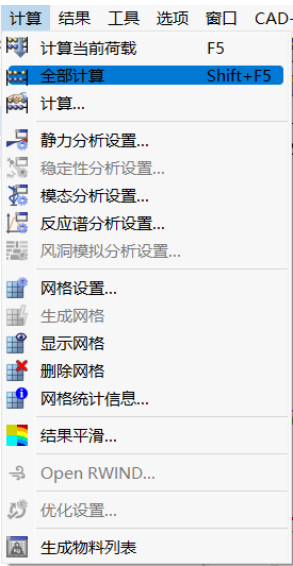 计算 结果 工具 选项 窗口 CAD-
计算当前荷载 F5
全部计算 Shift+F5
计算...
静力分析设置...
稳定性分析设置...
模态分析设置...
反应谱分析设置...
风洞模拟分析设置...
网格设置...
生成网格
显示网格
删除网格
网格统计信息...
结果平滑...
Open RWIND...
优化设置...
生成物料列表